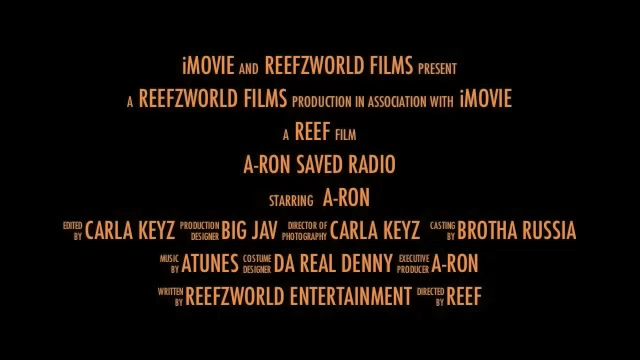 iMOVIE AND REEFZWORLD FILMS PRESENT
A REEFZWORLD FILMS PRODUCTION IN ASSOCIATION WITH iMOVIE
A REEF FILM
A-RON SAVED RADIO
STARRING A-RON
EDITED BY CARLA KEYZ PRODUCTION DESIGNER BIG JAV DIRECTOR OF PHOTOGRAPHY CARLA KEYZ CASTING BY BROTHA RUSSIA
MUSIC BY ATUNES COSTUME DESIGNER DA REAL DENNY EXECUTIVE PRODUCER A-RON
WRITTEN BY REEFZWORLD ENTERTAINMENT DIRECTED BY REEF